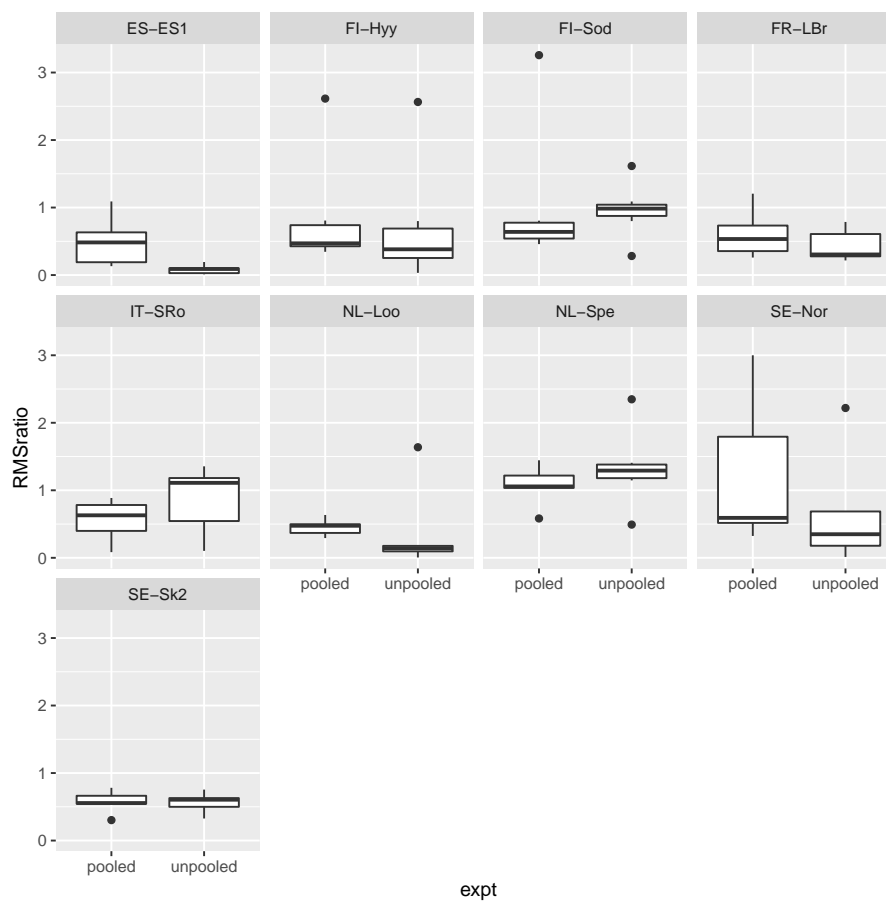 ES−ES1 FI−Hyy FI−Sod FR−LBr
3
2
1
0
IT−SRo NL−Loo NL−Spe SE−Nor
3
2
1
0
pooled unpooled pooled unpooled pooled unpooled
SE−Sk2
3
2
1
0
pooled unpooled
RMSratio
expt